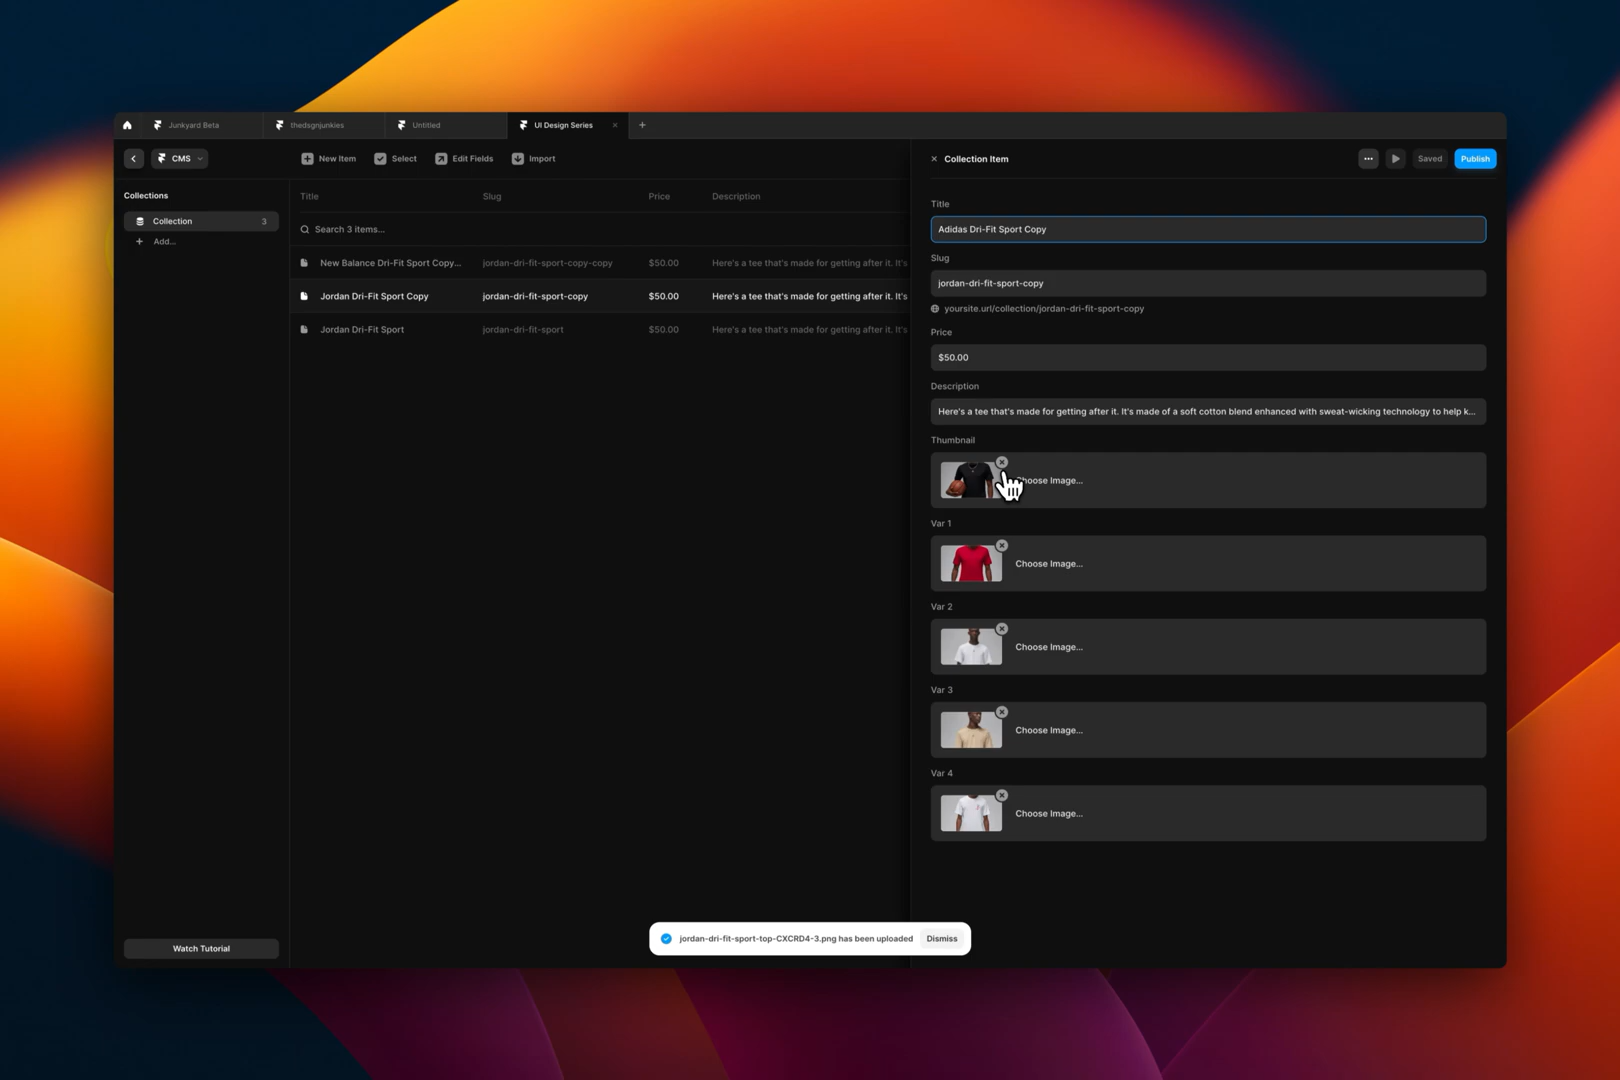 Junkyard Beta
thedsgnjunkies
Untitled
UI Design Series
CMS
New Item
Select
Edit Fields
Import
Collection Item
Saved
Publish
Collections
Collection
3
Add...
Title
Slug
Price
Description
Search 3 items...
New Balance Dri-Fit Sport Copy...
jordan-dri-fit-sport-copy-copy
$50.00
Here's a tee that's made for getting after it. It's
Jordan Dri-Fit Sport Copy
jordan-dri-fit-sport-copy
$50.00
Here's a tee that's made for getting after it. It's
Jordan Dri-Fit Sport
jordan-dri-fit-sport
$50.00
Here's a tee that's made for getting after it. It's
Title
Adidas Dri-Fit Sport Copy
Slug
jordan-dri-fit-sport-copy
yoursite.url/collection/jordan-dri-fit-sport-copy
Price
$50.00
Description
Here's a tee that's made for getting after it. It's made of a soft cotton blend enhanced with sweat-wicking technology to help k...
Thumbnail
Choose Image...
Var 1
Choose Image...
Var 2
Choose Image...
Var 3
Choose Image...
Var 4
Choose Image...
Watch Tutorial
jordan-dri-fit-sport-top-CXCRD4-3.png has been uploaded
Dismiss